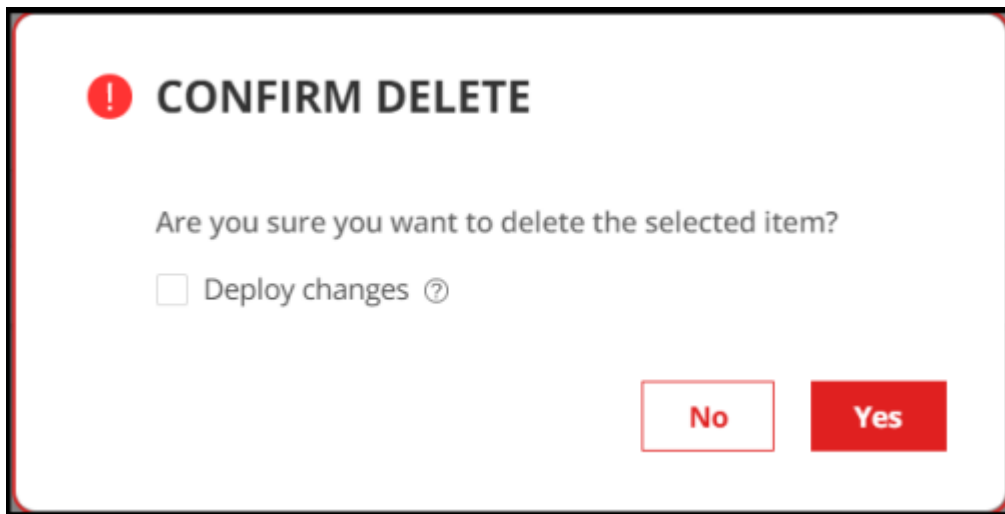 CONFIRM DELETE
Are you sure you want to delete the selected item?
Deploy changes
No Yes